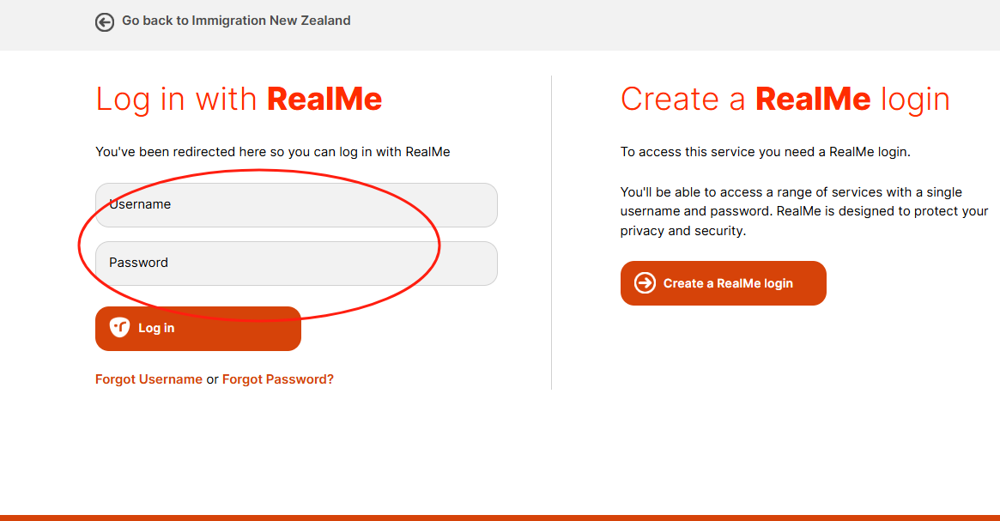 Go back to Immigration New Zealand
Log in with RealMe
You've been redirected here so you can log in with RealMe
Username
Password
Log in
Forgot Username or Forgot Password?
Create a RealMe login
To access this service you need a RealMe login.
You'll be able to access a range of services with a single
username and password. RealMe is designed to protect your
privacy and security.
Create a RealMe login